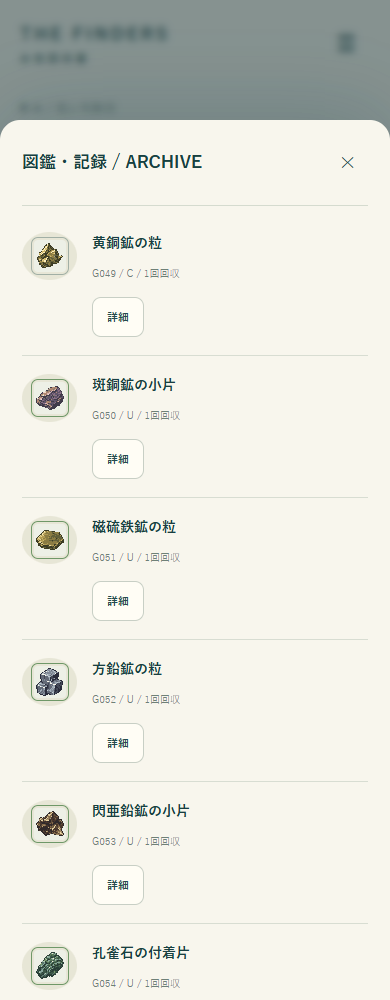 THE FINDERS
図鑑・記録 / ARCHIVE
×
黄銅鉱の粒
G049 / C / 1回回収
詳細
斑銅鉱の小片
G050 / U / 1回回収
詳細
磁硫鉄鉱の粒
G051 / U / 1回回収
詳細
方鉛鉱の粒
G052 / U / 1回回収
詳細
閃亜鉛鉱の小片
G053 / U / 1回回収
詳細
孔雀石の付着片
G054 / U / 1回回収